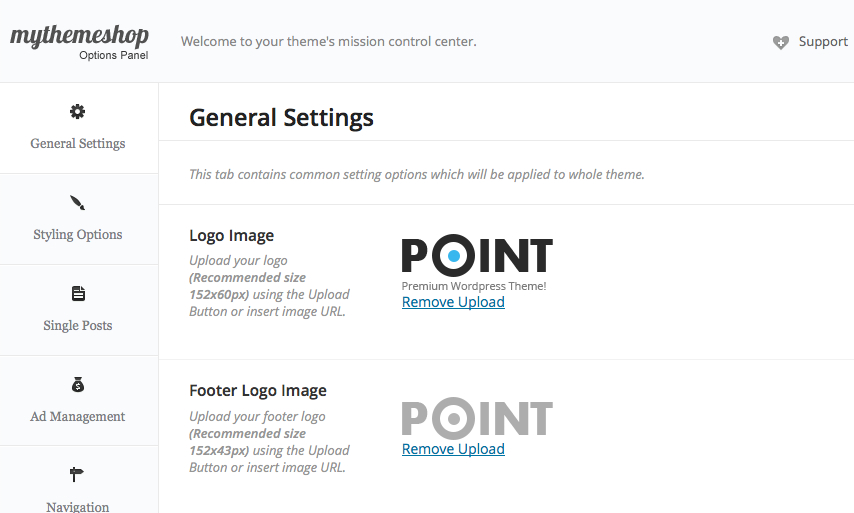 mythemeshop
Options Panel
Welcome to your theme's mission control center.
Support
General Settings
Styling Options
Single Posts
Ad Management
Navigation
General Settings
This tab contains common setting options which will be applied to whole theme.
Logo Image
Upload your logo
(Recommended size
152x60px) using the Upload
Button or insert image URL.
POINT
Premium Wordpress Theme!
Remove Upload
Footer Logo Image
Upload your footer logo
(Recommended size
152x43px) using the Upload
Button or insert image URL.
POINT
Remove Upload